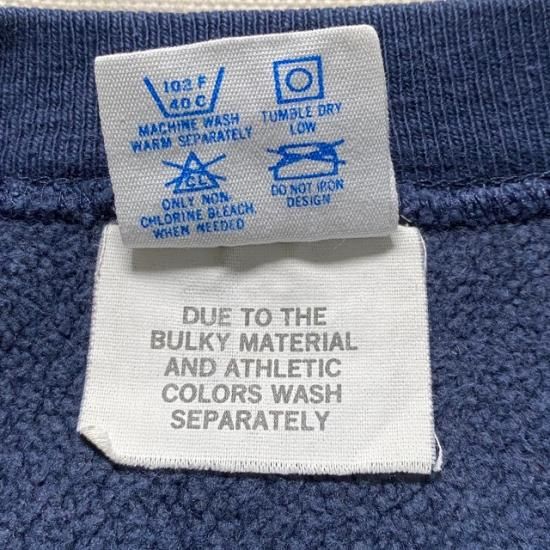 102 F
40 C
MACHINE WASH
WARM SEPARATELY
TUMBLE DRY
LOW
CL
ONLY NON
CHLORINE BLEACH
WHEN NEEDED
DO NOT IRON
DESIGN
DUE TO THE
BULKY MATERIAL
AND ATHLETIC
COLORS WASH
SEPARATELY